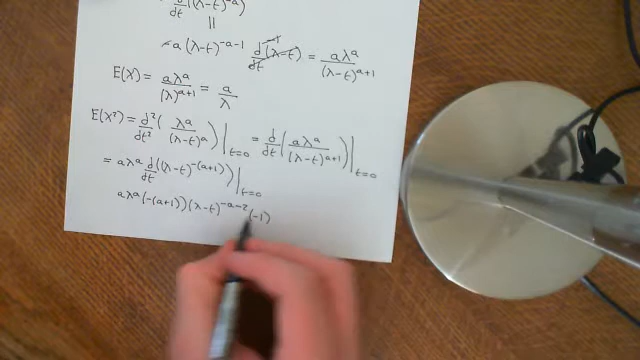 d/dt ((λ-t)^-a)
||
-a(λ-t)^-a-1 d/dt (λ-t) -1 = aλ^a/(λ-t)^a+1
E(X) = aλ^a/(λ)^a+1 = a/λ
E(X²) = d²/dt² (λ^a/(λ-t)^a)|t=0 = d/dt (aλ^a/(λ-t)^a+1)|t=0
= aλ^a d/dt ((λ-t)^-(a+1))|t=0
aλ^a(-(a+1))(λ-t)^-a-2(-1)